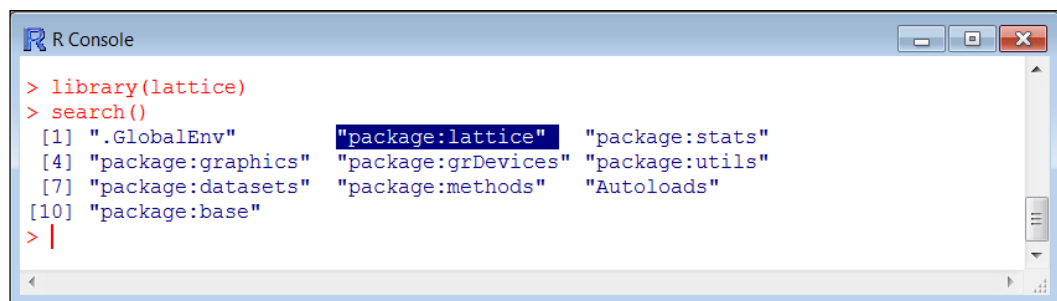 R Console
> library(lattice)
> search()
 [1] ".GlobalEnv"        "package:lattice"   "package:stats"
 [4] "package:graphics"  "package:grDevices" "package:utils"
 [7] "package:datasets"  "package:methods"   "Autoloads"
[10] "package:base"
>